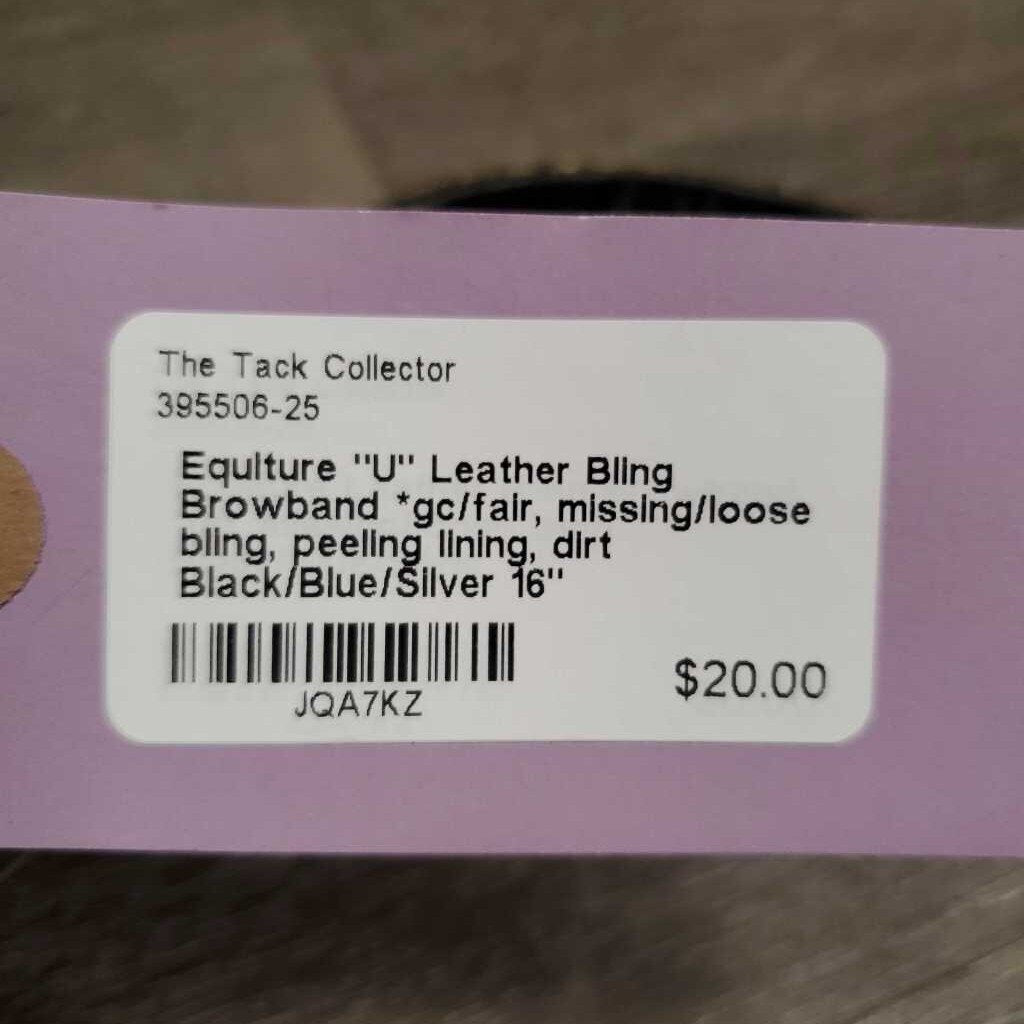 The Tack Collector
395506-25
Equiture "U" Leather Bling
Browband *gc/fair, missing/loose
bling, peeling lining, dirt
Black/Blue/Silver 16"
JQA7KZ
$20.00